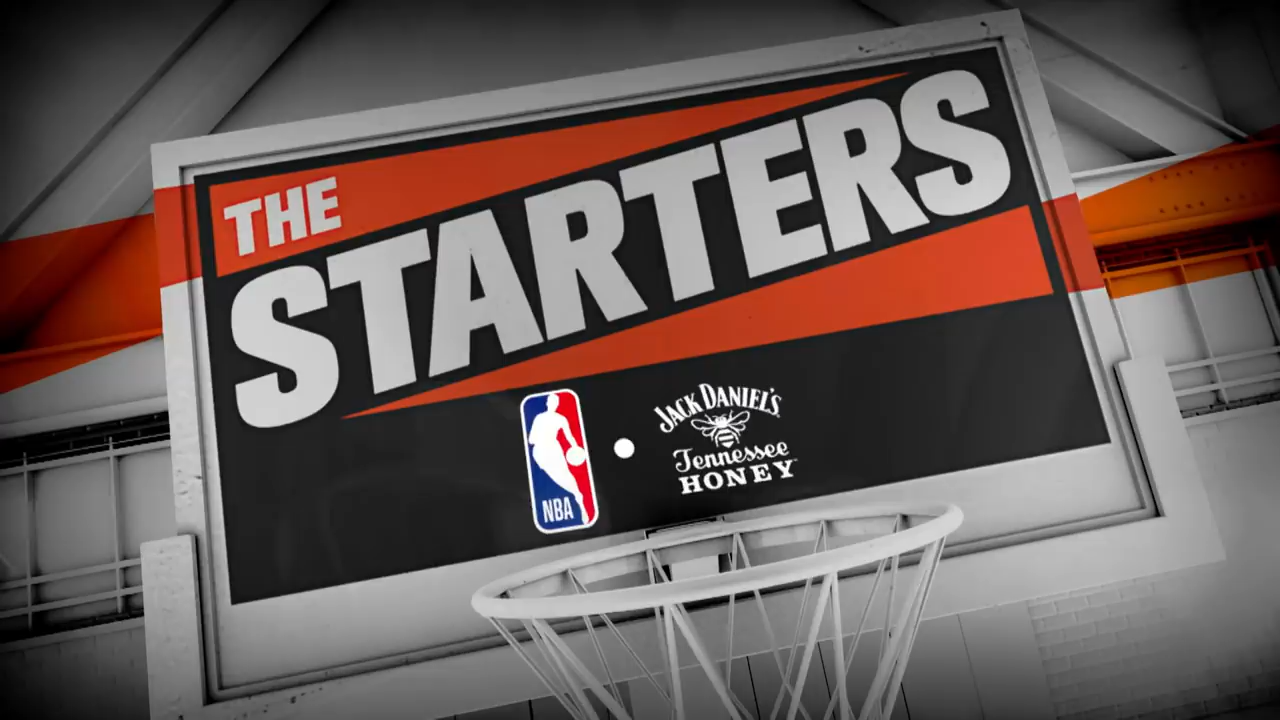 THE
STARTERS
NBA
JACK DANIEL'S
Tennessee
HONEY